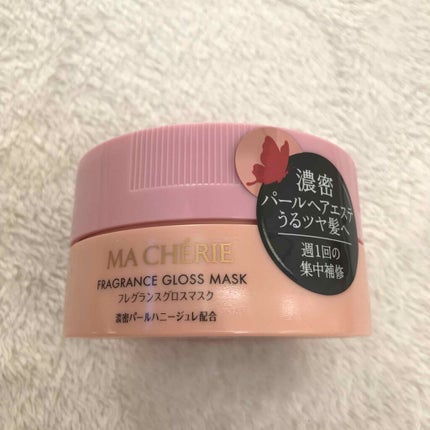 濃密
パールヘアエステ
うるツヤ髪へ
週1回の
集中補修
MA CHÉRIE
FRAGRANCE GLOSS MASK
フレグランスグロスマスク
濃密パールハニージュレ配合